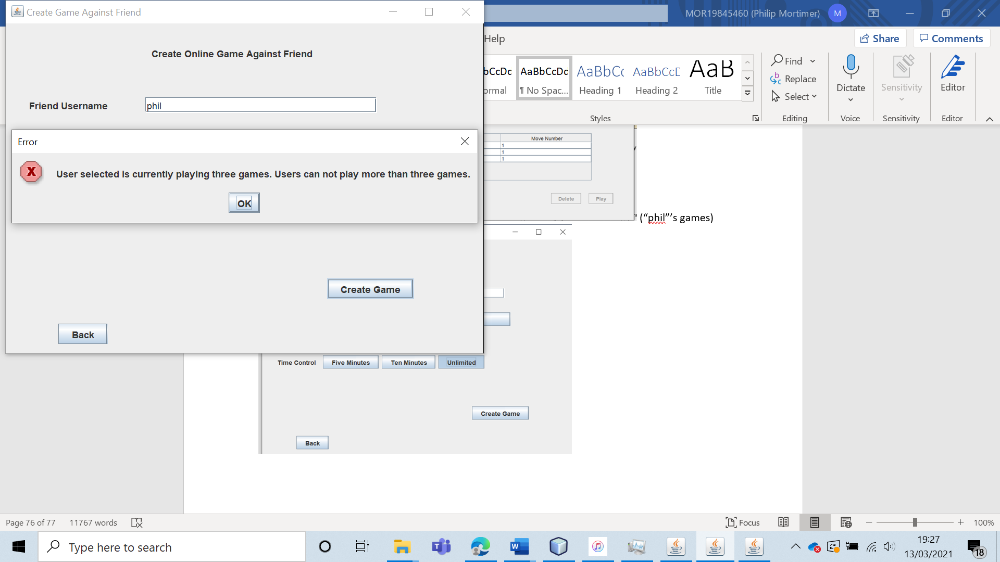 Create Game Against Friend
MOR19845460 (Philip Mortimer)
M
Help
Share
Comments
Create Online Game Against Friend
Friend Username
phil
AaBbCcDc
¶ No Spac...
AaBbCc
Heading 1
AaBbCcD
Heading 2
AaB
Title
Find
Replace
Select
Dictate
Sensitivity
Editor
Styles
Editing
Voice
Sensitivity
Editor
Error
User selected is currently playing three games. Users can not play more than three games.
OK
Move Number
1
1
1
Delete
Play
(“phil”’s games)
Create Game
Back
Time Control
Five Minutes
Ten Minutes
Unlimited
Create Game
Back
Page 76 of 77
11767 words
Focus
100%
Type here to search
19:27
13/03/2021
18